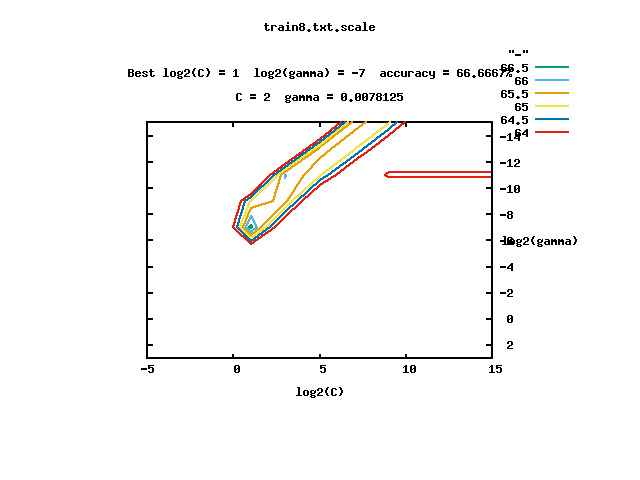 train8.txt.scale
"-"
Best log2(C) = 1  log2(gamma) = -7  accuracy = 66.6667%
C = 2  gamma = 0.0078125
66.5
66
65.5
65
64.5
64
-14
-12
-10
-8
-6
log2(gamma)
-4
-2
0
2
-5 0 5 10 15
log2(C)